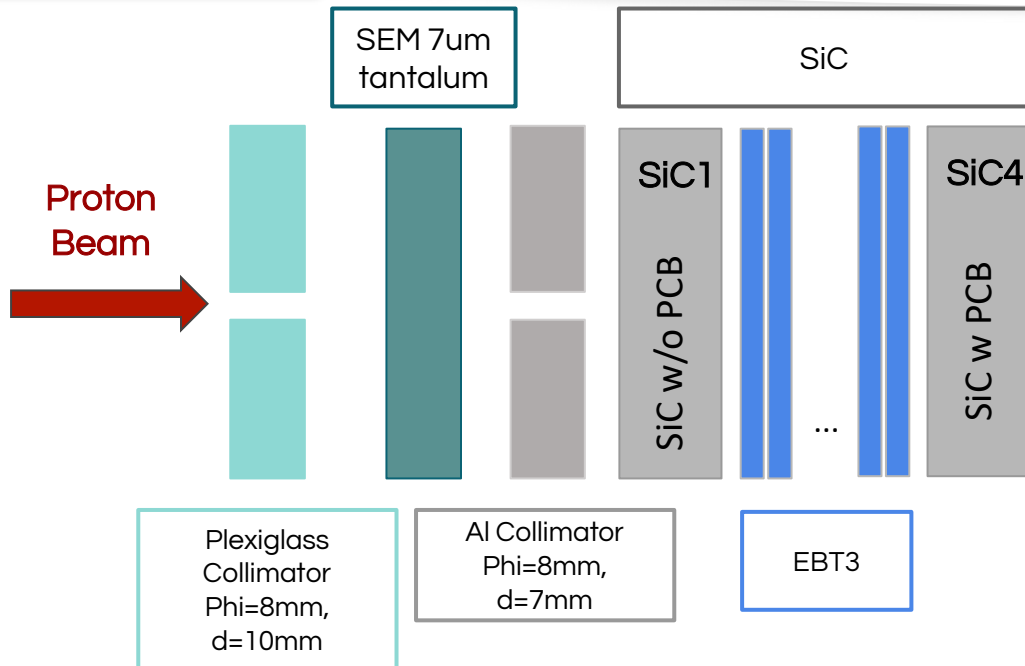 SEM 7um
tantalum
SiC
Proton
Beam
SiC1
SiC w/o PCB
...
SiC4
SiC w PCB
Plexiglass
Collimator
Phi=8mm,
d=10mm
Al Collimator
Phi=8mm,
d=7mm
EBT3